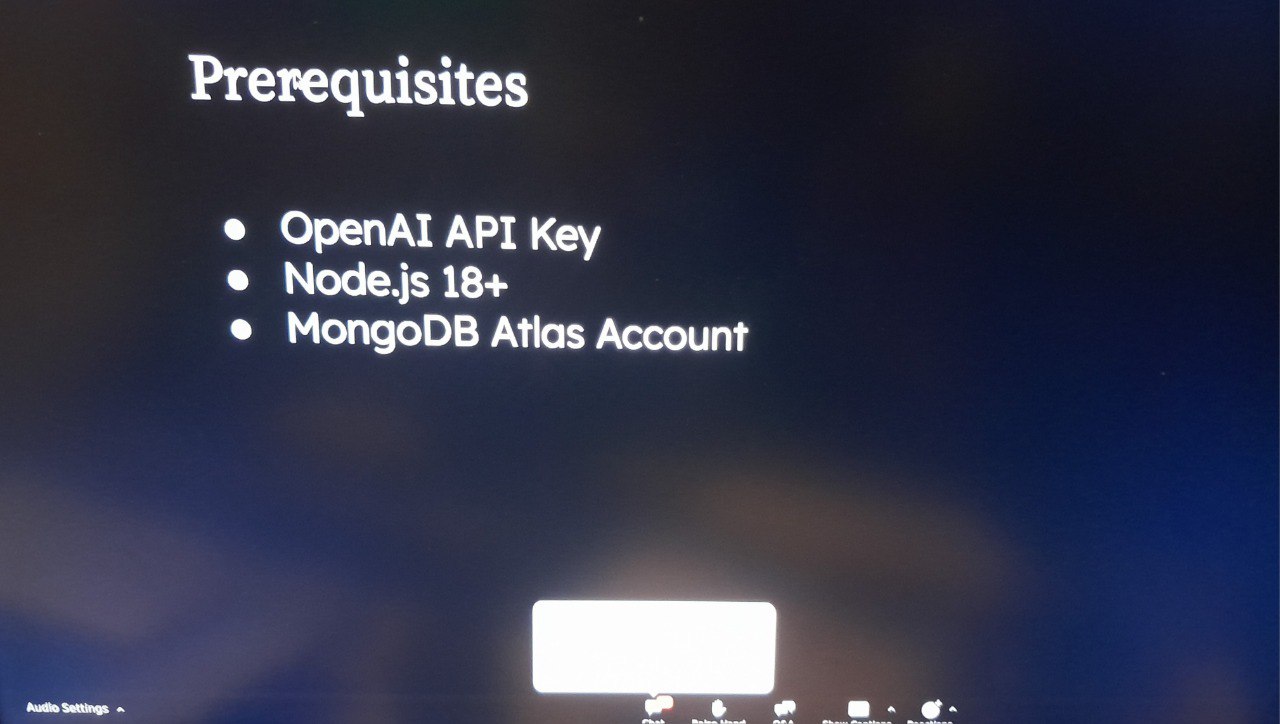 Prerequisites
● OpenAI API Key
● Node.js 18+
● MongoDB Atlas Account
Audio Settings